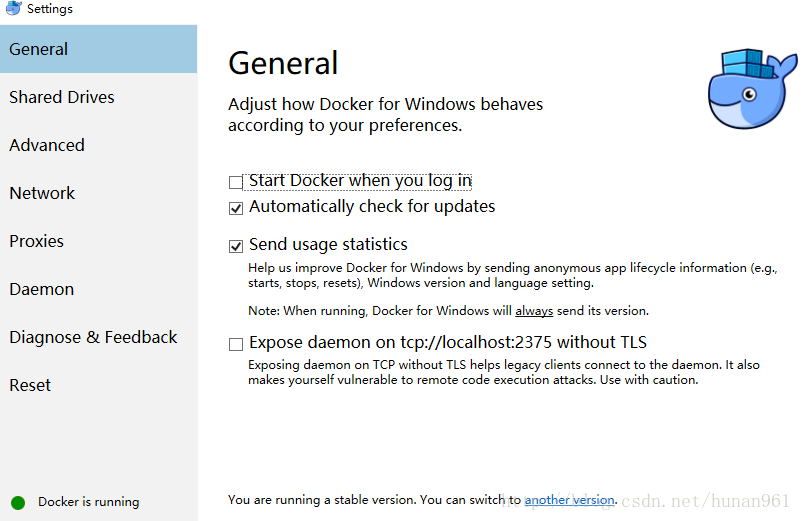 Settings
General
Shared Drives
Advanced
Network
Proxies
Daemon
Diagnose & Feedback
Reset
Docker is running
General
Adjust how Docker for Windows behaves
according to your preferences.
Start Docker when you log in
Automatically check for updates
Send usage statistics
Help us improve Docker for Windows by sending anonymous app lifecycle information (e.g.,
starts, stops, resets), Windows version and language setting.
Note: When running, Docker for Windows will always send its version.
Expose daemon on tcp://localhost:2375 without TLS
Exposing daemon on TCP without TLS helps legacy clients connect to the daemon. It also
makes yourself vulnerable to remote code execution attacks. Use with caution.
You are running a stable version. You can switch to another version.
http://blog.csdn.net/hunan961